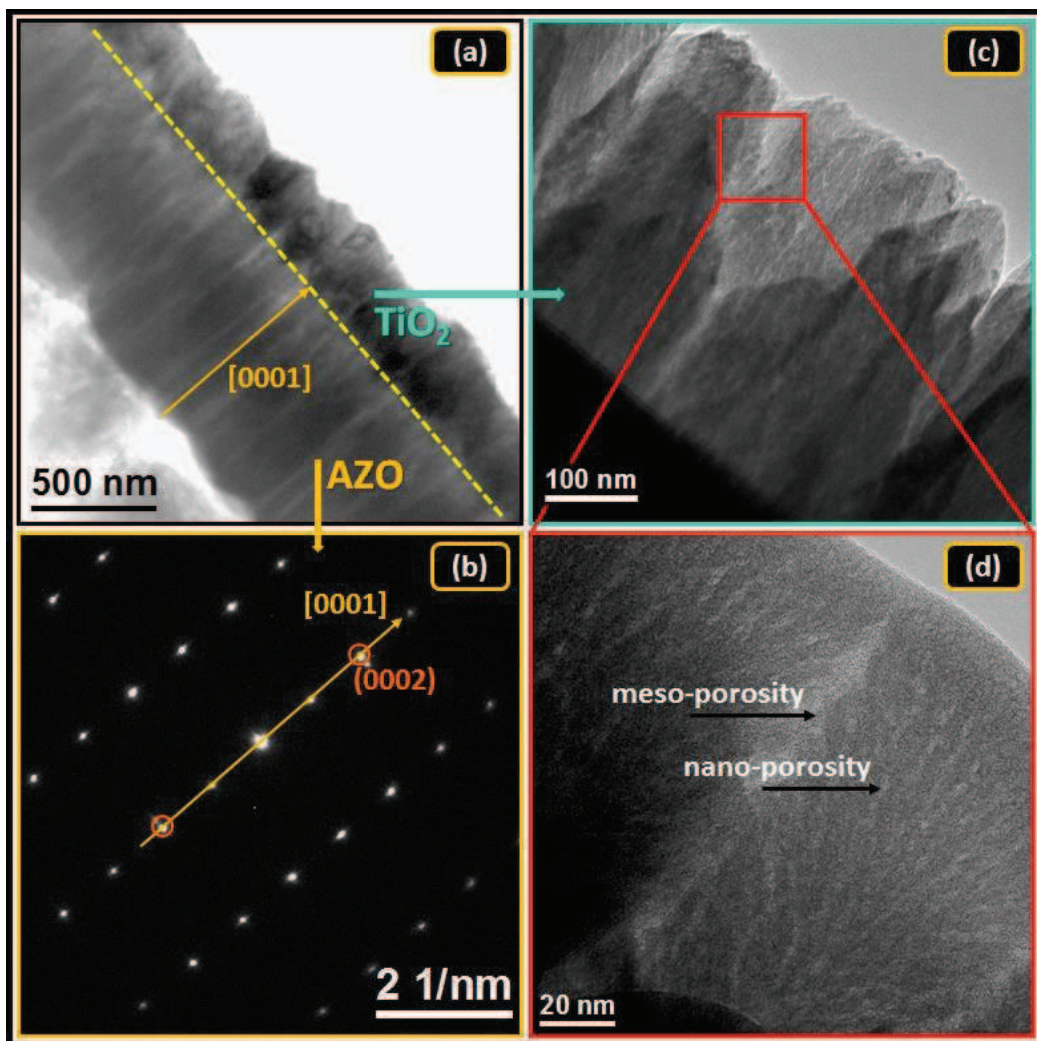 (a)
TiO₂
[0001]
500 nm
AZO
(c)
100 nm
(b)
[0001]
(0002)
2 1/nm
(d)
meso-porosity
nano-porosity
20 nm